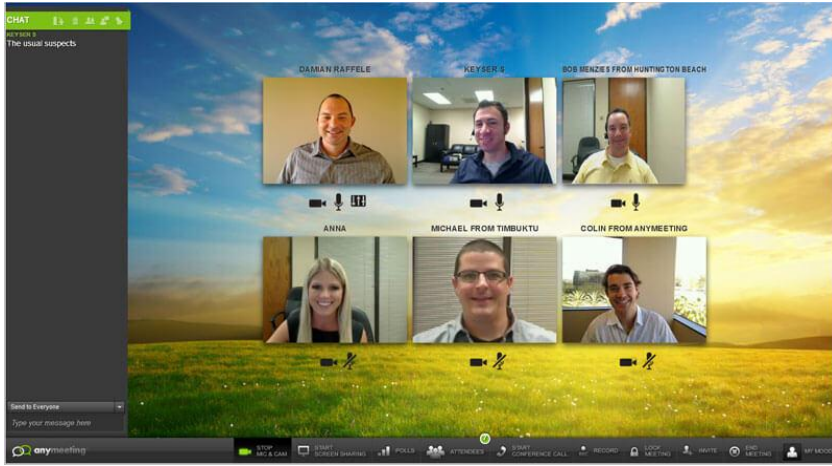 CHAT
KEYSER S
The usual suspects
DAMIAN RAFFELE
KEYSER S
BOB MENZIES FROM HUNTINGTON BEACH
ANNA
MICHAEL FROM TIMBUKTU
COLIN FROM ANYMEETING
Send to Everyone
Type your message here
anymeeting
STOP
MIC & CAM
START
SCREEN SHARING
POLLS
ATTENDEES
START
CONFERENCE CALL
RECORD
LOCK
MEETING
INVITE
END
MEETING
MY MOOD